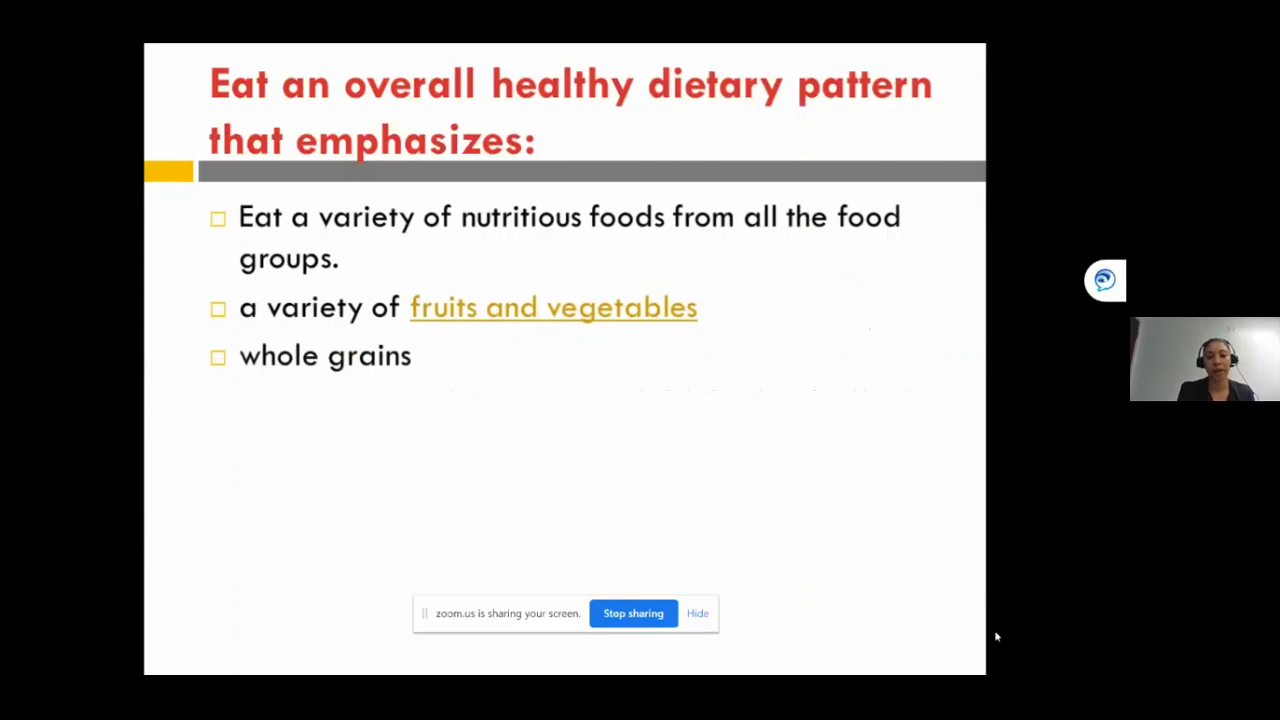 Eat an overall healthy dietary pattern
that emphasizes:
Eat a variety of nutritious foods from all the food
groups.
a variety of fruits and vegetables
whole grains
zoom.us is sharing your screen. Stop sharing Hide